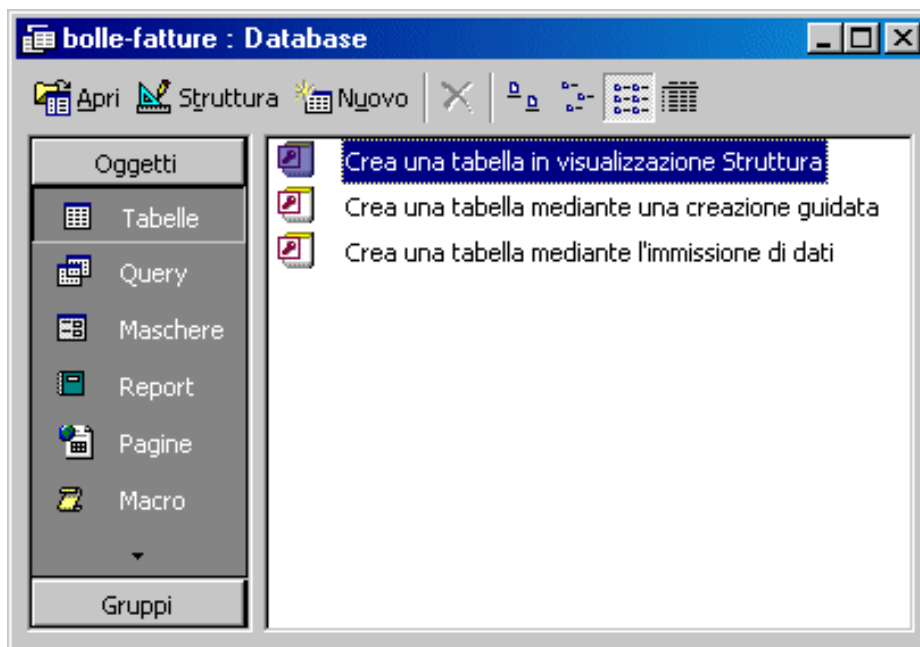 bolle-fatture : Database
Apri Struttura Nuovo
Oggetti
Tabelle
Query
Maschere
Report
Pagine
Macro
Gruppi
Crea una tabella in visualizzazione Struttura
Crea una tabella mediante una creazione guidata
Crea una tabella mediante l'immissione di dati